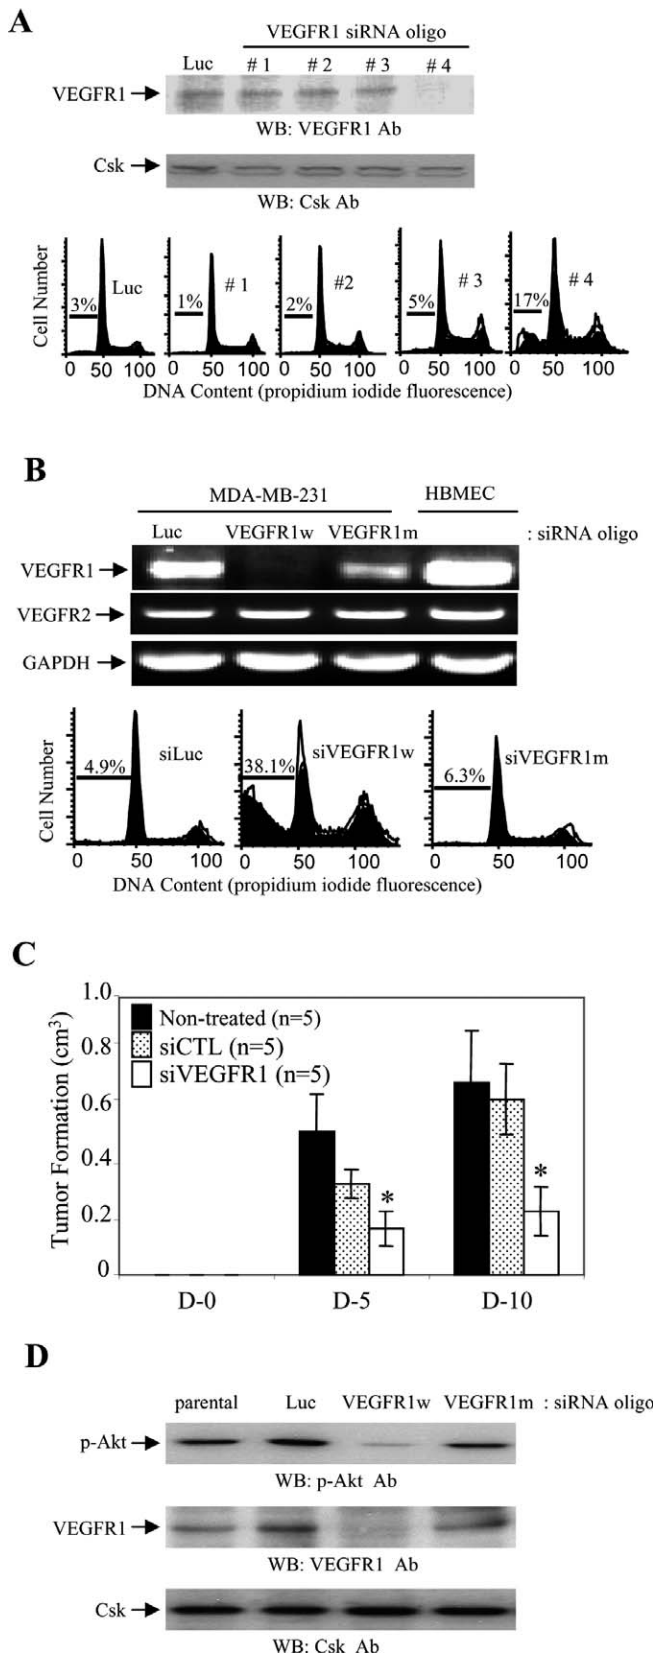 A
VEGFR1 siRNA oligo
Luc # 1 # 2 # 3 # 4
VEGFR1
WB: VEGFR1 Ab
Csk
WB: Csk Ab
Cell Number
3% Luc 1% # 1 2% #2 5% # 3 17% # 4
0 50 100 0 50 100 0 50 100 0 50 100 0 50 100
DNA Content (propidium iodide fluorescence)
B
MDA-MB-231 HBMEC
Luc VEGFR1w VEGFR1m : siRNA oligo
VEGFR1
VEGFR2
GAPDH
Cell Number
4.9% siLuc 38.1% siVEGFR1w 6.3% siVEGFR1m
0 50 100 0 50 100 0 50 100
DNA Content (propidium iodide fluorescence)
C
Tumor Formation (cm³)
1.0
0.8
0.6
0.4
0.2
0
Non-treated (n=5)
siCTL (n=5)
siVEGFR1 (n=5)
* *
D-0 D-5 D-10
D
parental Luc VEGFR1w VEGFR1m : siRNA oligo
p-Akt
WB: p-Akt Ab
VEGFR1
WB: VEGFR1 Ab
Csk
WB: Csk Ab